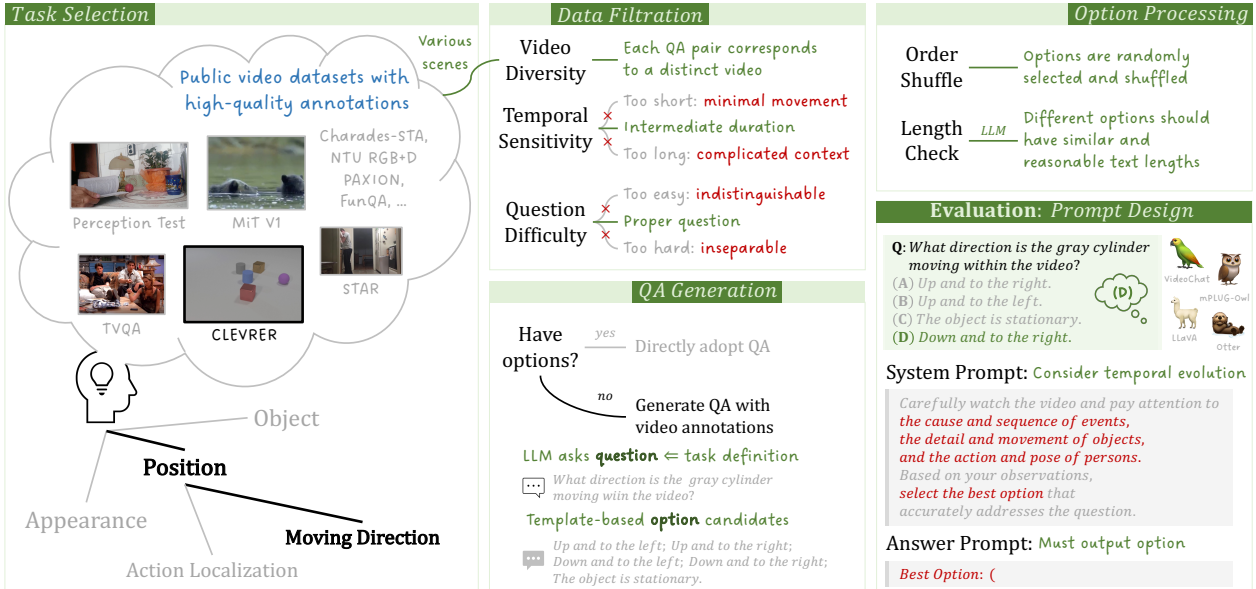 Task Selection
Various
scenes
Public video datasets with
high-quality annotations
Charades-STA,
NTU RGB+D
PAXION,
FunQA, ...
Perception Test
MiT V1
STAR
TVQA
CLEVRER
Object
Position
Appearance
Moving Direction
Action Localization
Data Filtration
Video
Diversity
Each QA pair corresponds
to a distinct video
Temporal
Sensitivity
Too short: minimal movement
Intermediate duration
Too long: complicated context
Question
Difficulty
Too easy: indistinguishable
Proper question
Too hard: inseparable
QA Generation
Have
options?
yes
Directly adopt QA
no
Generate QA with
video annotations
LLM asks question ⇐ task definition
What direction is the gray cylinder
moving wiin the video?
Template-based option candidates
Up and to the left; Up and to the right;
Down and to the left; Down and to the right;
The object is stationary.
Option Processing
Order
Shuffle
Options are randomly
selected and shuffled
Length
Check
LLM
Different options should
have similar and
reasonable text lengths
Evaluation: Prompt Design
Q: What direction is the gray cylinder
moving within the video?
(A) Up and to the right.
(B) Up and to the left.
(C) The object is stationary.
(D) Down and to the right.
(D)
VideoChat
mPLUG-Owl
LLaVA
Otter
System Prompt: Consider temporal evolution
Carefully watch the video and pay attention to
the cause and sequence of events,
the detail and movement of objects,
and the action and pose of persons.
Based on your observations,
select the best option that
accurately addresses the question.
Answer Prompt: Must output option
Best Option: (